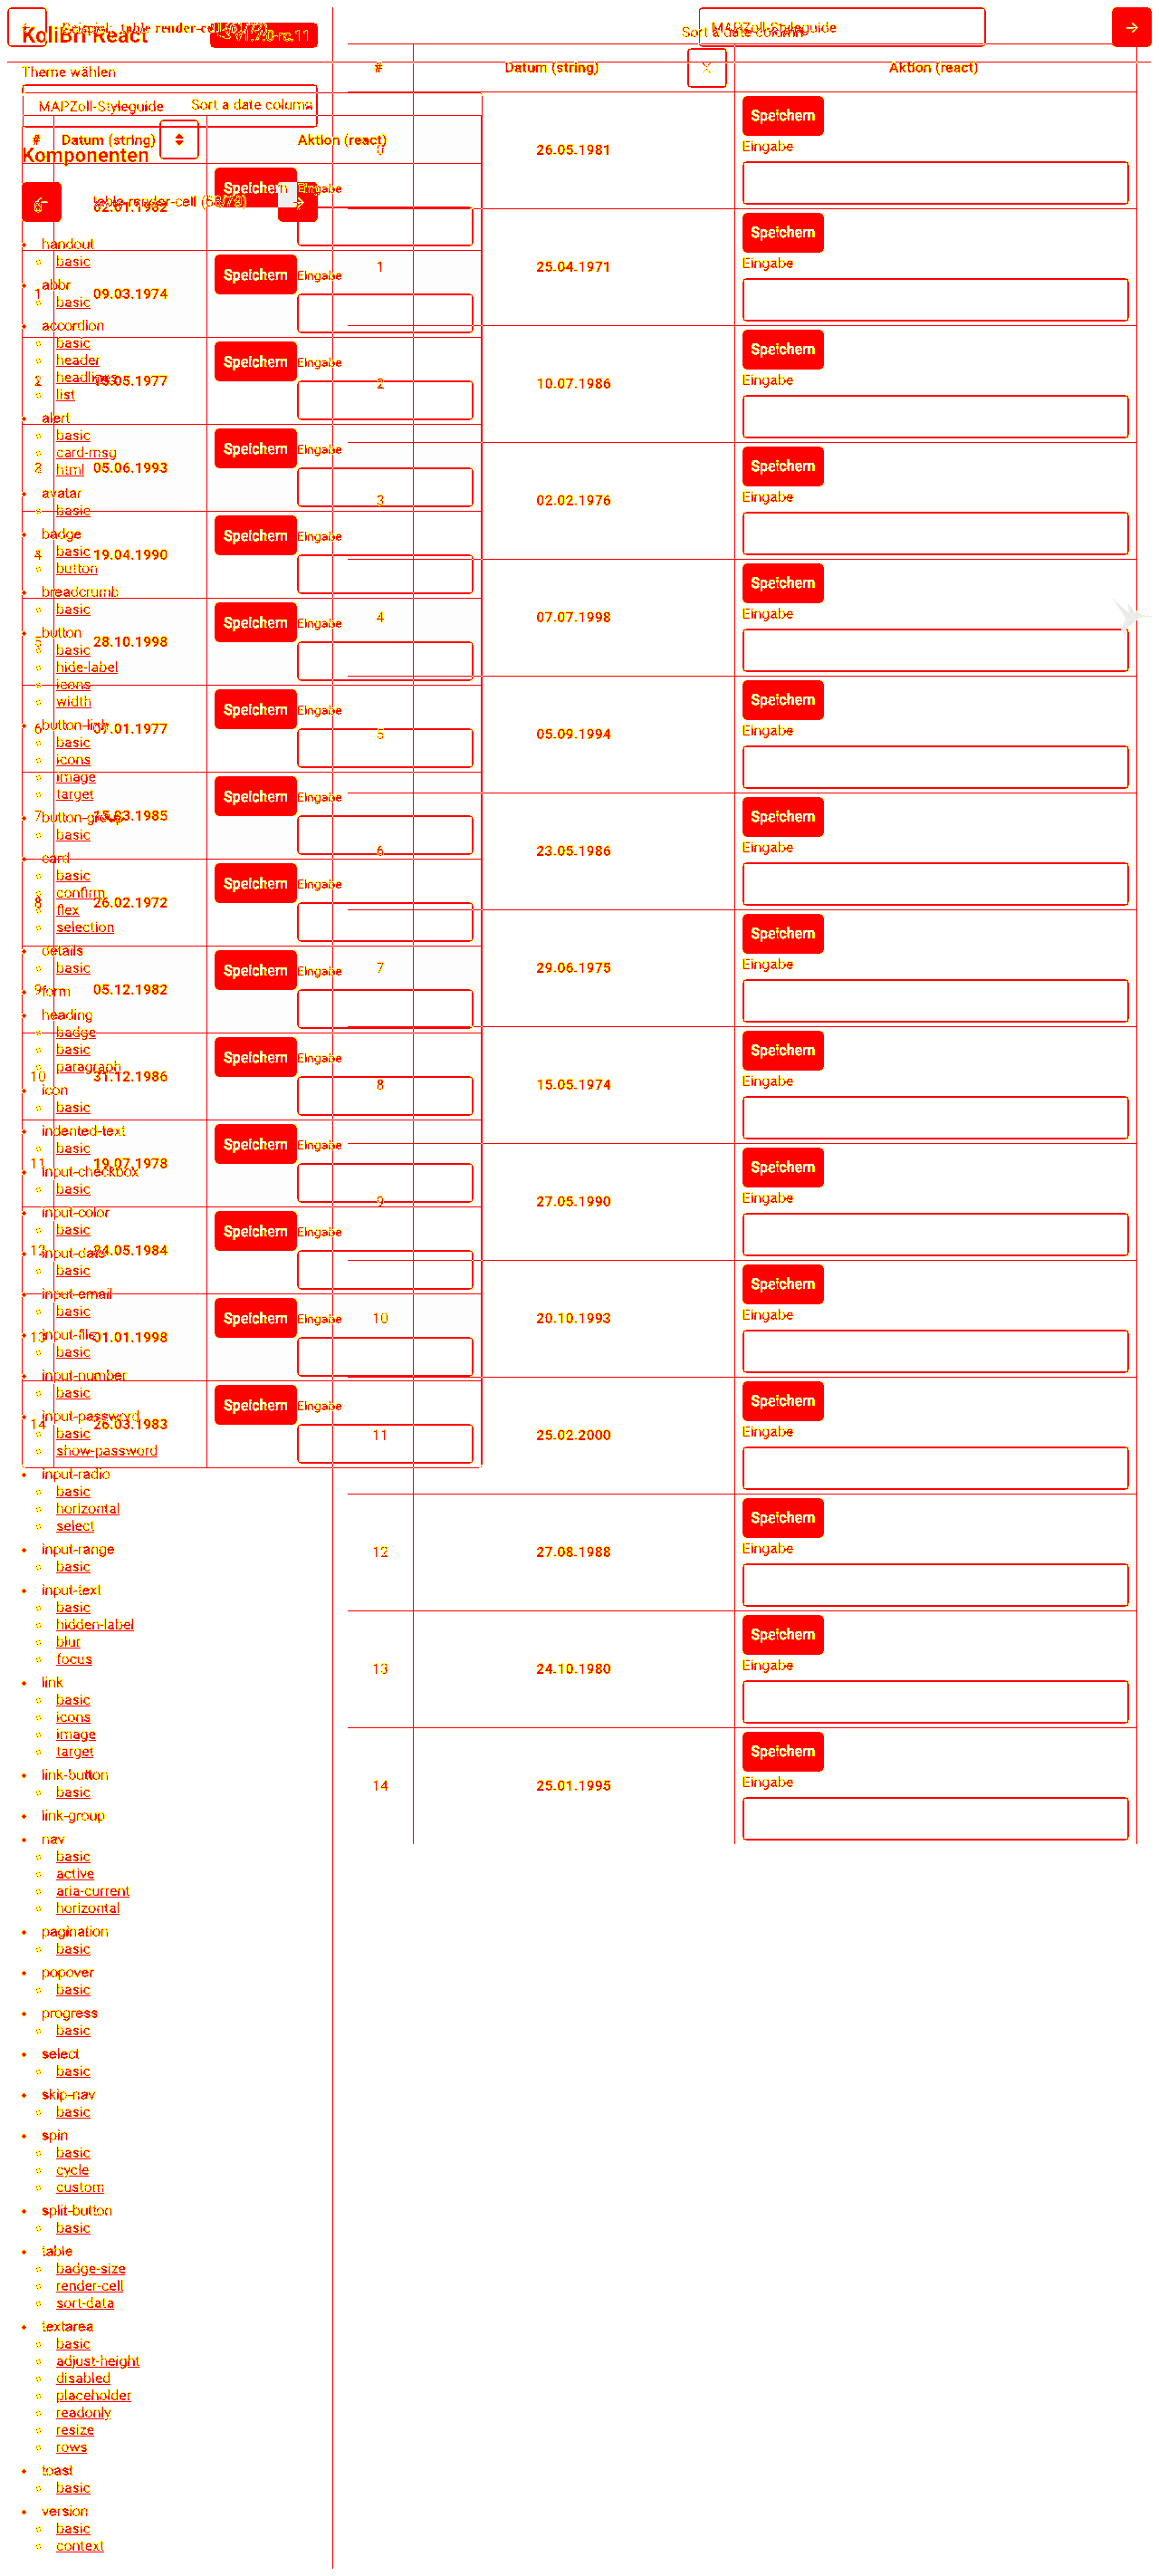 KoliBri React
v1.7.0-rc.11
MAPZoll-Styleguide
Sort a date column
→
Theme wählen
MAPZoll-Styleguide
Sort a date column
# Datum (string) Aktion (react)
Komponenten
← table-render-cell →
handout
basic
abbr
basic
accordion
basic
header
headlines
list
alert
basic
card-msg
html
avatar
basic
badge
basic
button
breadcrumb
basic
button
basic
hide-label
icons
width
button-link
basic
icons
image
target
button-group
basic
card
basic
confirm
flex
selection
details
basic
form
heading
badge
basic
paragraph
icon
basic
indented-text
basic
input-checkbox
basic
input-color
basic
input-date
basic
input-email
basic
input-file
basic
input-number
basic
input-password
basic
show-password
input-radio
basic
horizontal
select
input-range
basic
input-text
basic
hidden-label
blur
focus
link
basic
icons
image
target
link-button
basic
link-group
nav
basic
active
aria-current
horizontal
pagination
basic
popover
basic
progress
basic
select
basic
skip-nav
basic
spin
basic
cycle
custom
split-button
basic
table
badge-size
render-cell
sort-data
textarea
basic
adjust-height
disabled
placeholder
readonly
resize
rows
toast
basic
version
basic
context
0 02.01.1982 Speichern Eingabe
1 09.03.1974 Speichern Eingabe
2 15.05.1977 Speichern Eingabe
3 05.06.1993 Speichern Eingabe
4 19.04.1990 Speichern Eingabe
5 28.10.1998 Speichern Eingabe
6 07.01.1977 Speichern Eingabe
7 15.03.1985 Speichern Eingabe
8 26.02.1972 Speichern Eingabe
9 05.12.1982 Speichern Eingabe
10 31.12.1986 Speichern Eingabe
11 19.07.1978 Speichern Eingabe
12 24.05.1984 Speichern Eingabe
13 01.01.1998 Speichern Eingabe
14 26.03.1983 Speichern Eingabe
# Datum (string) Aktion (react)
0 26.05.1981 Speichern Eingabe
1 25.04.1971 Speichern Eingabe
2 10.07.1986 Speichern Eingabe
3 02.02.1976 Speichern Eingabe
4 07.07.1998 Speichern Eingabe
5 05.09.1994 Speichern Eingabe
6 23.05.1986 Speichern Eingabe
7 29.06.1975 Speichern Eingabe
8 15.05.1974 Speichern Eingabe
9 27.05.1990 Speichern Eingabe
10 20.10.1993 Speichern Eingabe
11 25.02.2000 Speichern Eingabe
12 27.08.1988 Speichern Eingabe
13 24.10.1980 Speichern Eingabe
14 25.01.1995 Speichern Eingabe